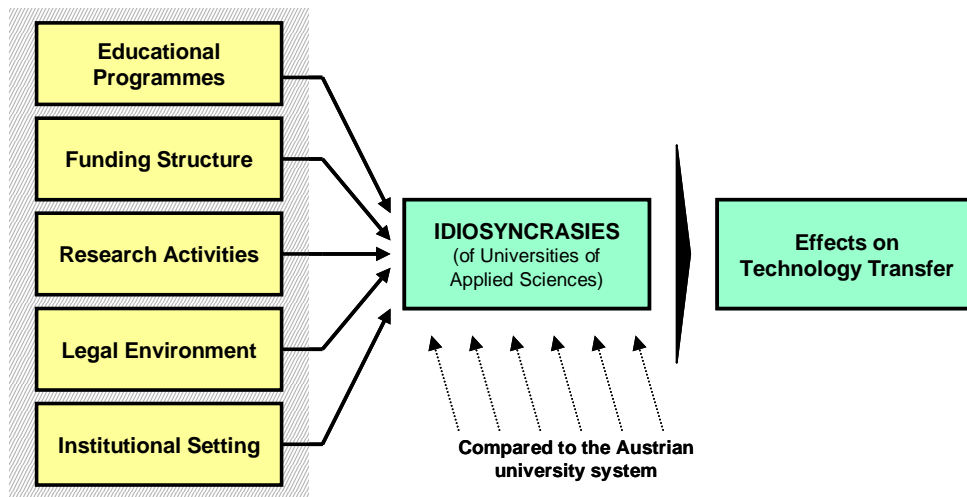 Educational
Programmes
Funding Structure
Research Activities
Legal Environment
Institutional Setting
IDIOSYNCRASIES
(of Universities of
Applied Sciences)
Effects on
Technology Transfer
Compared to the Austrian
university system